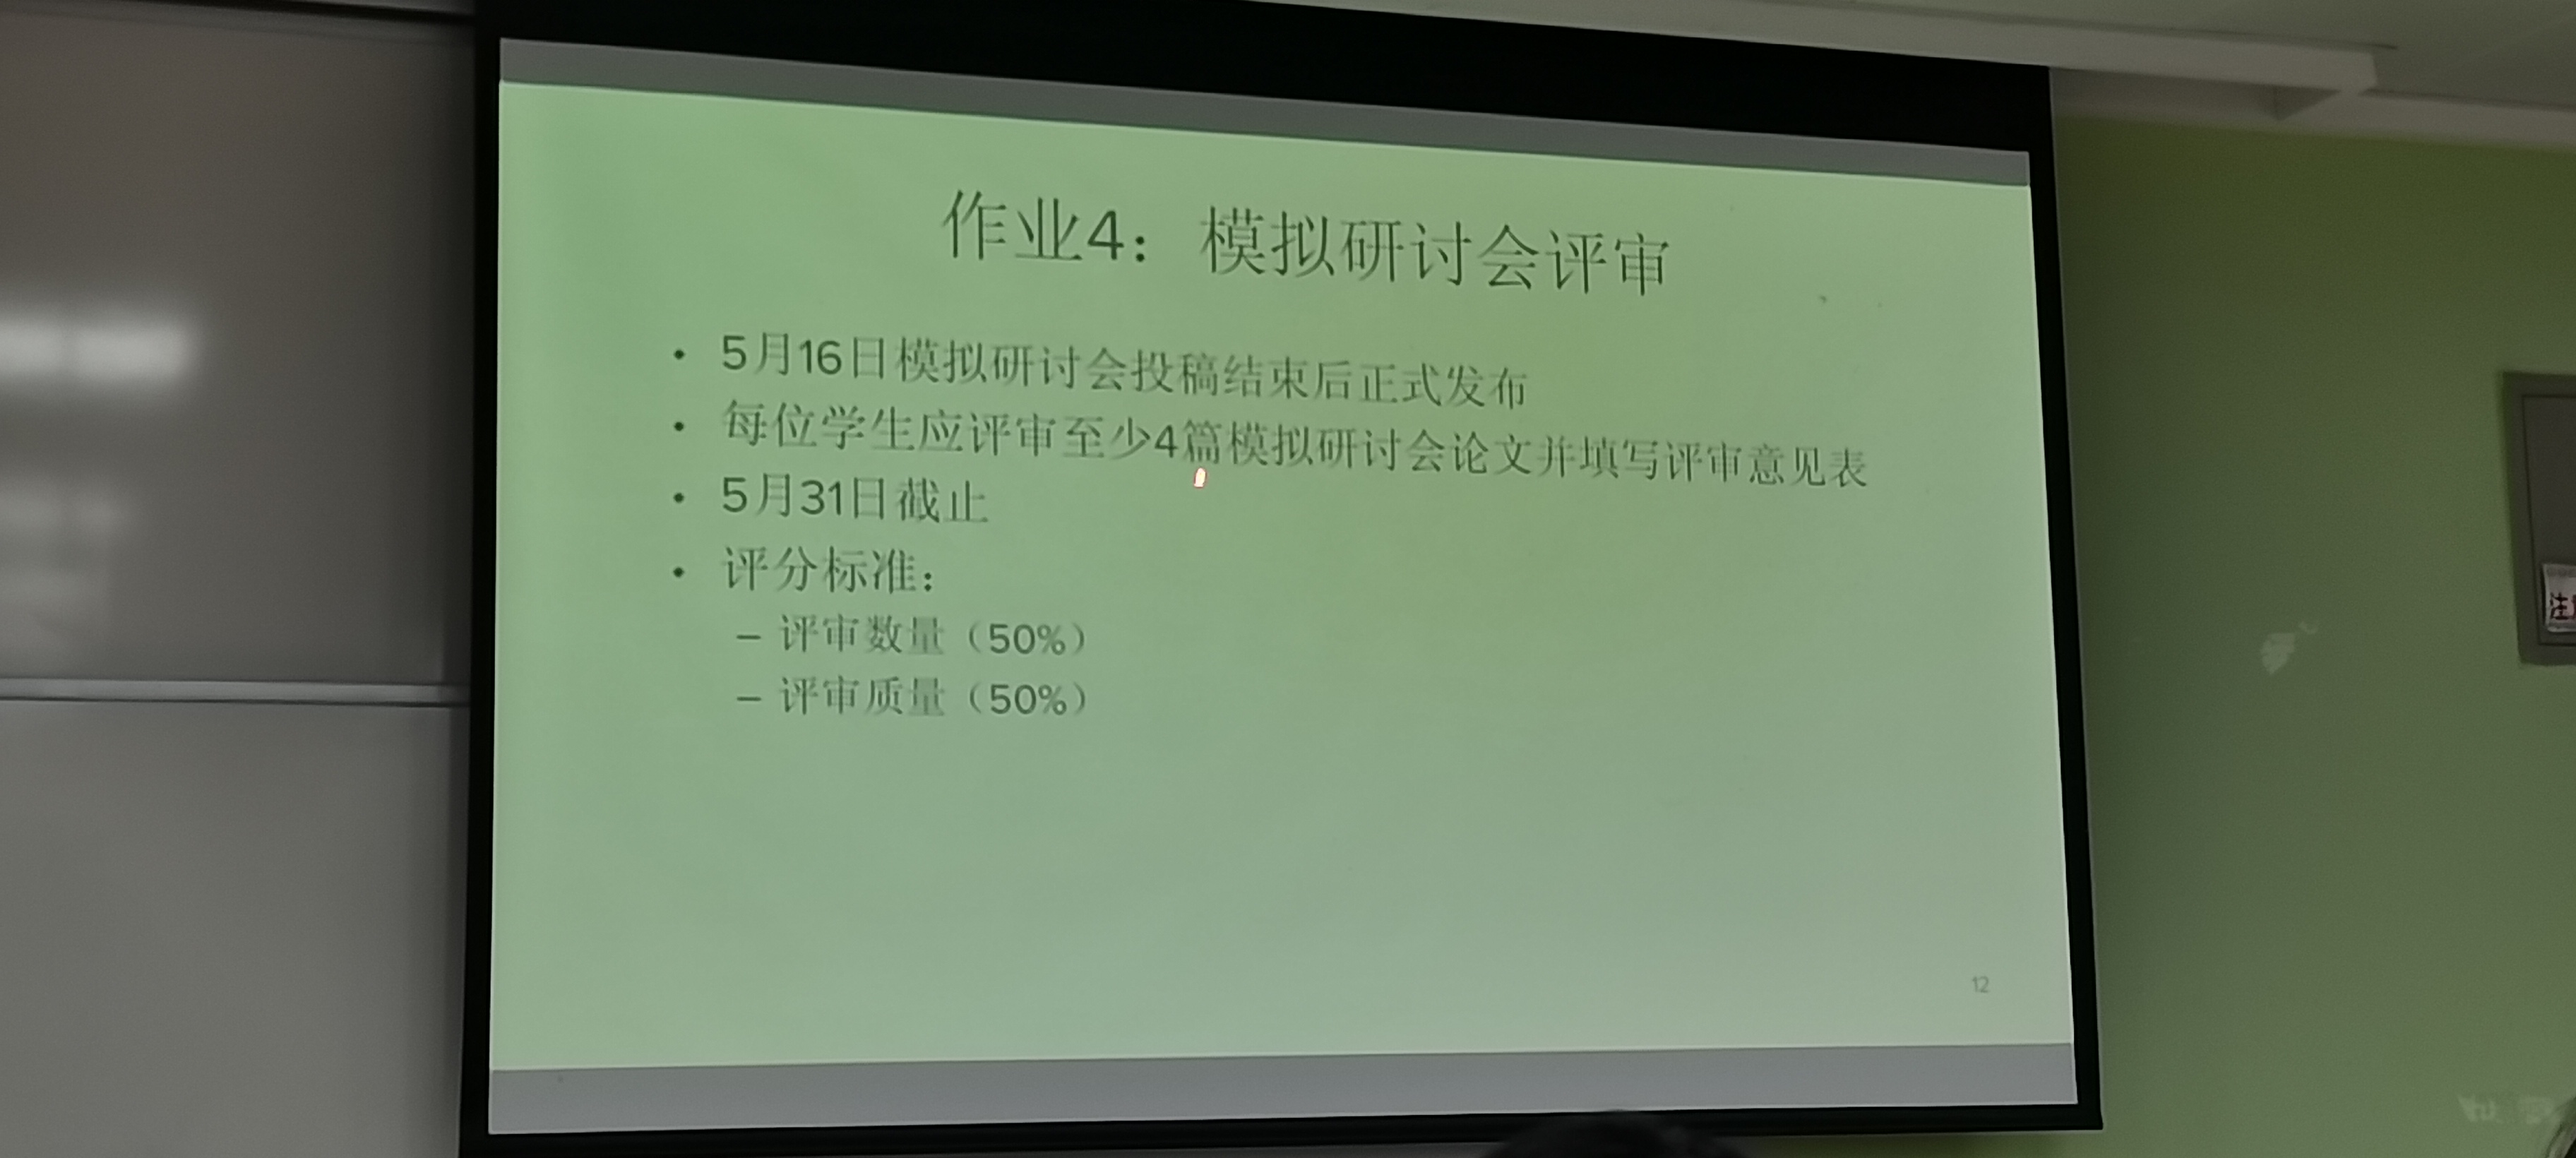 作业4：模拟研讨会评审
• 5月16日模拟研讨会投稿结束后正式发布
• 每位学生应评审至少4篇模拟研讨会论文并填写评审意见表
• 5月31日截止
• 评分标准：
– 评审数量（50%）
– 评审质量（50%）
12
注